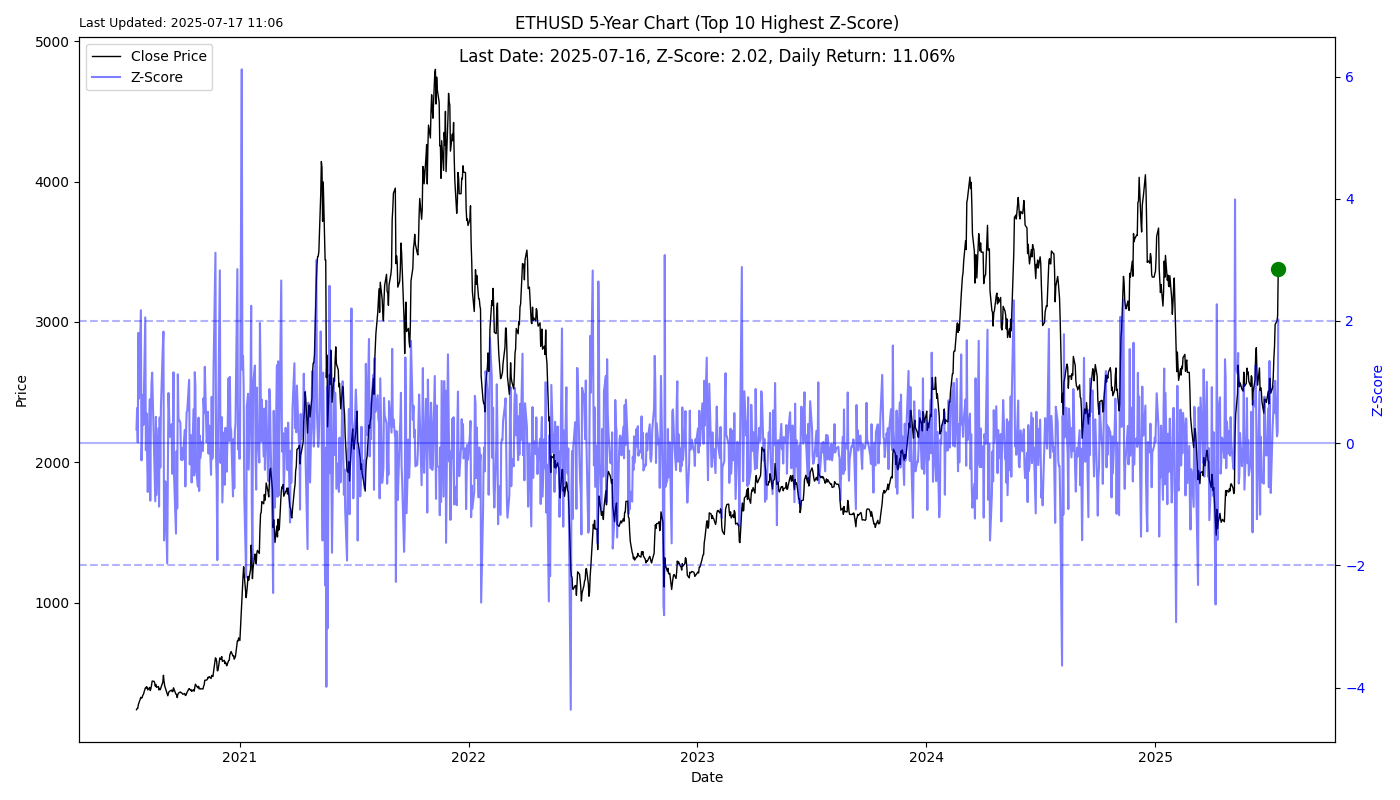 Last Updated: 2025-07-17 11:06
ETHUSD 5-Year Chart (Top 10 Highest Z-Score)
Last Date: 2025-07-16, Z-Score: 2.02, Daily Return: 11.06%
Close Price
Z-Score
5000
4000
3000
2000
1000
Price
6
4
2
0
−2
−4
Z-Score
2021
2022
2023
2024
2025
Date